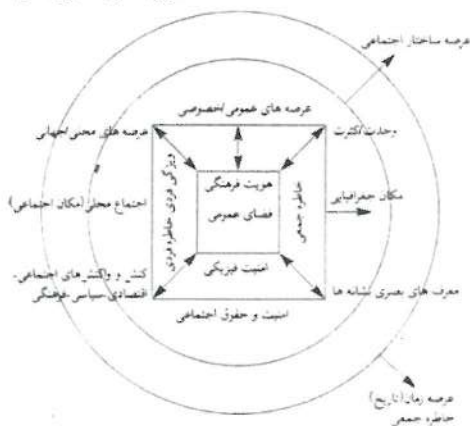 عرصه ساختار اجتماعی
عرصه های عمومی/خصوصی
وحدت/کثرت
عرصه های محلی/جهانی
هویت فرهنگی
فضای عمومی
امنیت فیزیکی
خاطره جمعی
ویژگی فردی خاطره فردی
مکان جغرافیایی
اجتماع محلی (مکان اجتماعی)
کنش و واکنش های اجتماعی-
اقتصادی-سیاسی-فرهنگی
معرف های بصری نشانه ها
امنیت و حقوق اجتماعی
عرصه زمان(تاریخ)
خاطره جمعی